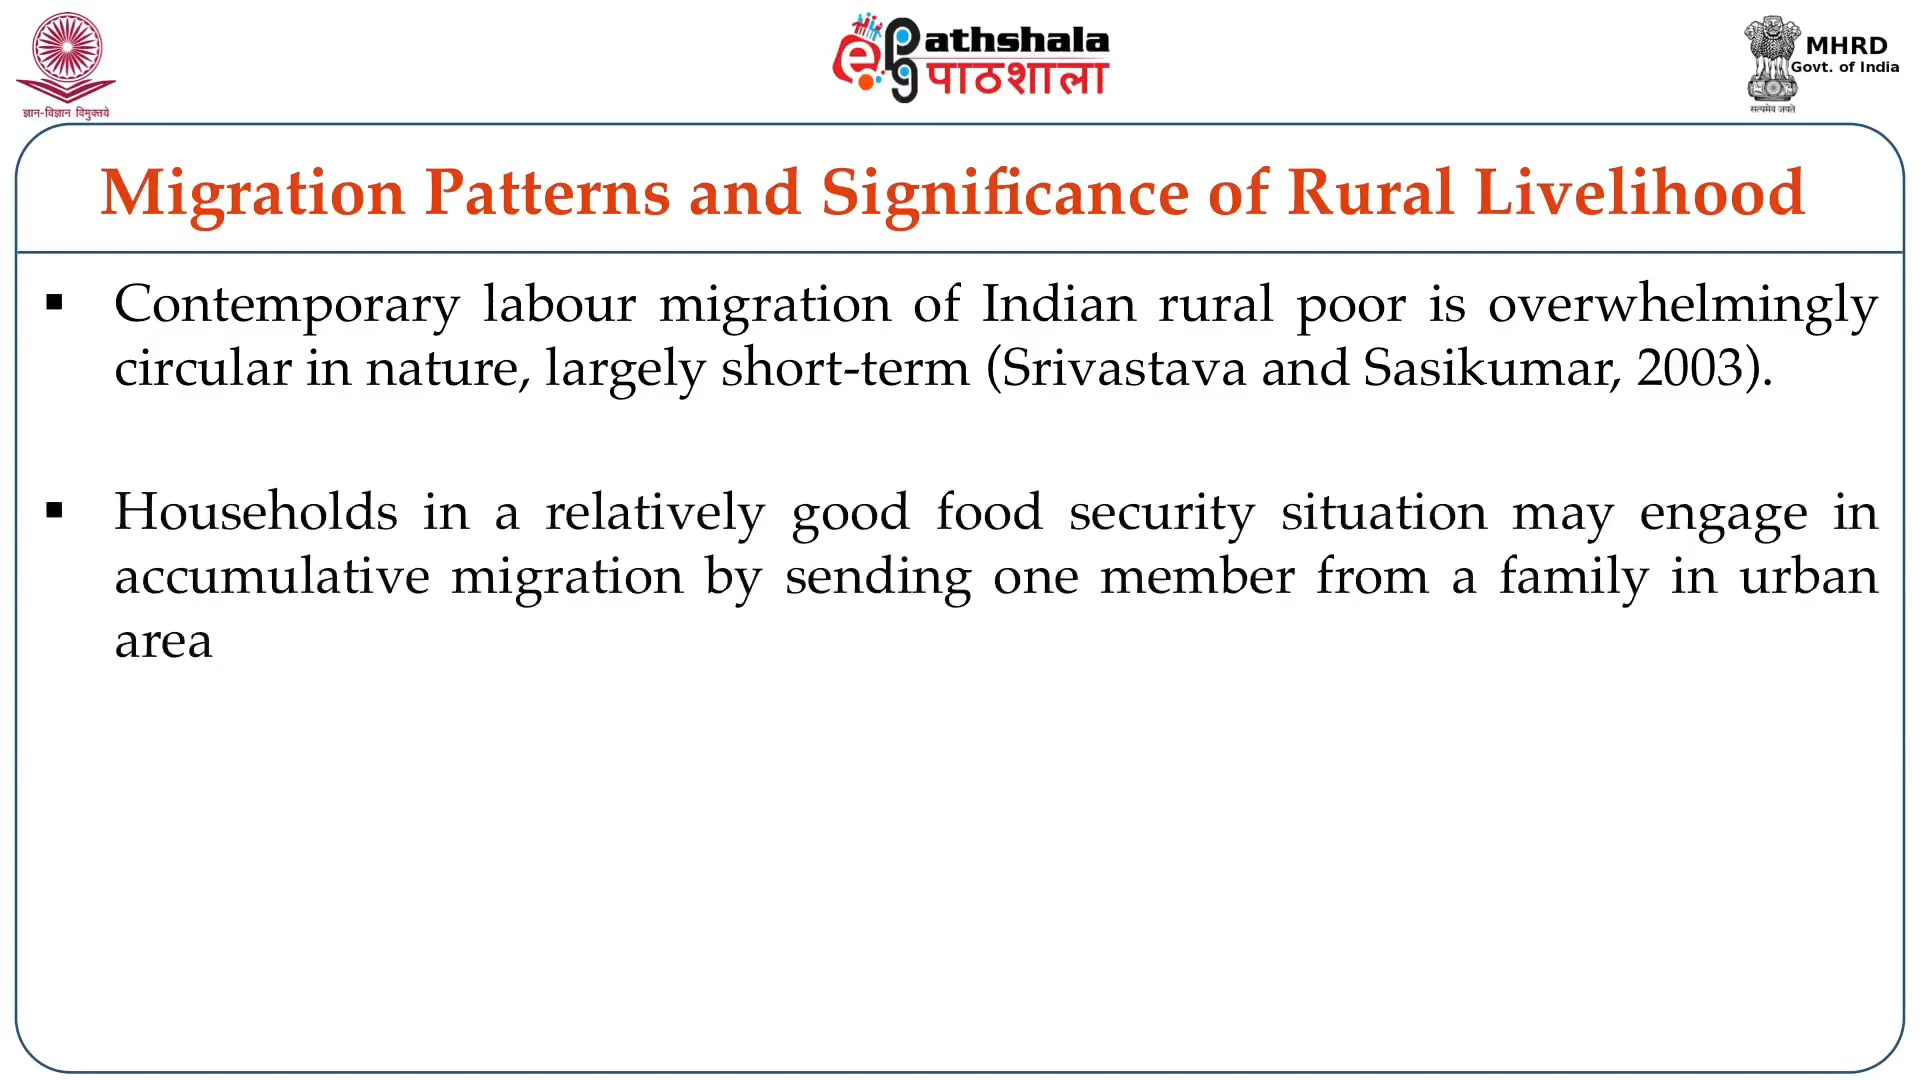 ज्ञान-विज्ञान विमुक्तये
ePathshala
पाठशाला
MHRD
Govt. of India
सत्यमेव जयते
Migration Patterns and Significance of Rural Livelihood
▪ Contemporary labour migration of Indian rural poor is overwhelmingly
circular in nature, largely short-term (Srivastava and Sasikumar, 2003).
▪ Households in a relatively good food security situation may engage in
accumulative migration by sending one member from a family in urban
area